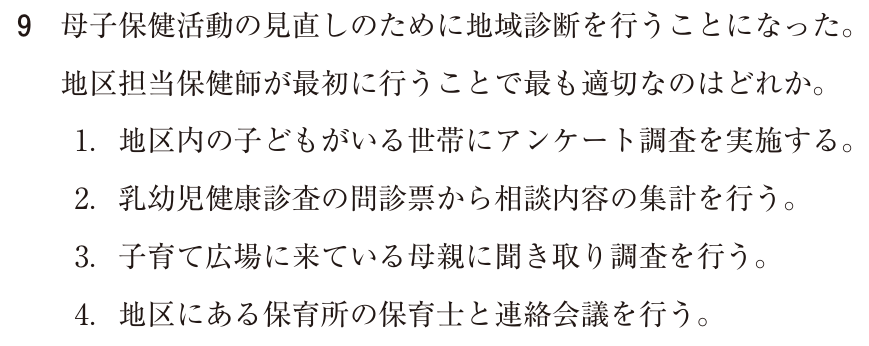 9 母子保健活動の見直しのために地域診断を行うことになった。
地区担当保健師が最初に行うことで最も適切なのはどれか。
1. 地区内の子どもがいる世帯にアンケート調査を実施する。
2. 乳幼児健康診査の問診票から相談内容の集計を行う。
3. 子育て広場に来ている母親に聞き取り調査を行う。
4. 地区にある保育所の保育士と連絡会議を行う。